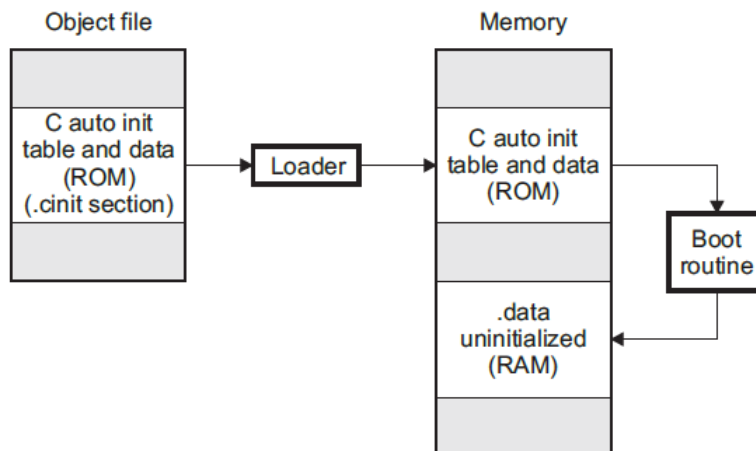 Object file
Memory
C auto init
table and data
(ROM)
(.cinit section)
Loader
C auto init
table and data
(ROM)
Boot
routine
.data
uninitialized
(RAM)